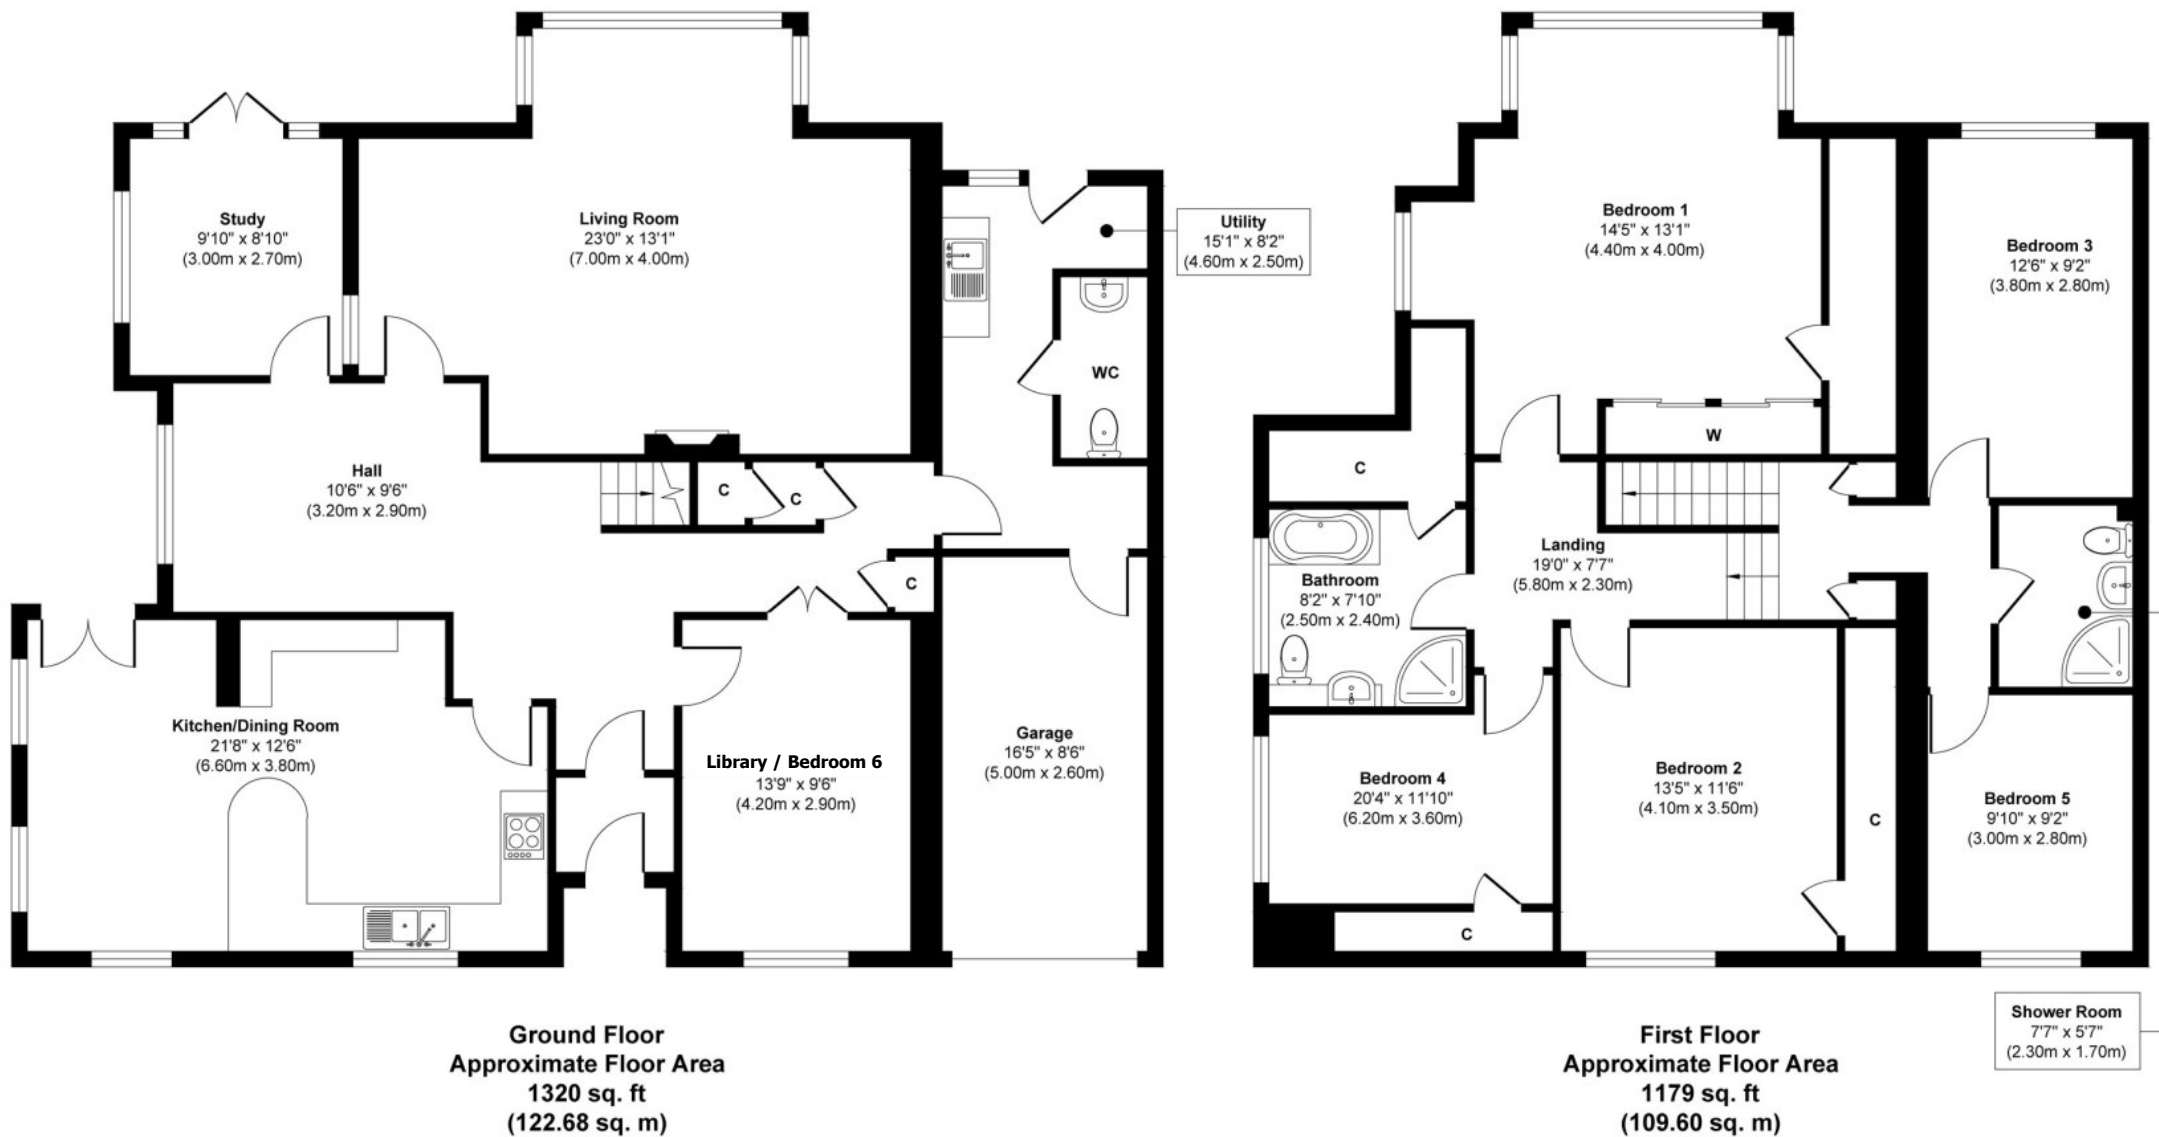 Study
9'10" x 8'10"
(3.00m x 2.70m)
Living Room
23'0" x 13'1"
(7.00m x 4.00m)
Utility
15'1" x 8'2"
(4.60m x 2.50m)
WC
Hall
10'6" x 9'6"
(3.20m x 2.90m)
C
C
C
Kitchen/Dining Room
21'8" x 12'6"
(6.60m x 3.80m)
Library / Bedroom 6
13'9" x 9'6"
(4.20m x 2.90m)
Garage
16'5" x 8'6"
(5.00m x 2.60m)
Ground Floor
Approximate Floor Area
1320 sq. ft
(122.68 sq. m)
Bedroom 1
14'5" x 13'1"
(4.40m x 4.00m)
Bedroom 3
12'6" x 9'2"
(3.80m x 2.80m)
W
C
Landing
19'0" x 7'7"
(5.80m x 2.30m)
Bathroom
8'2" x 7'10"
(2.50m x 2.40m)
Bedroom 4
20'4" x 11'10"
(6.20m x 3.60m)
Bedroom 2
13'5" x 11'6"
(4.10m x 3.50m)
C
Bedroom 5
9'10" x 9'2"
(3.00m x 2.80m)
C
Shower Room
7'7" x 5'7"
(2.30m x 1.70m)
First Floor
Approximate Floor Area
1179 sq. ft
(109.60 sq. m)